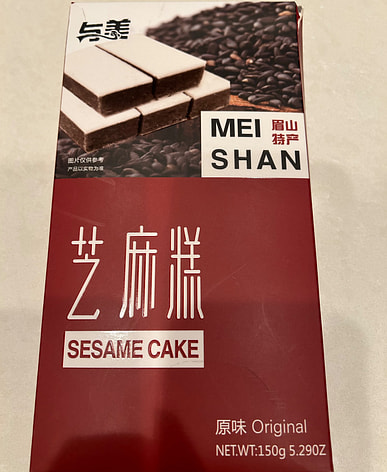 与美
图片仅供参考
产品以实物为准
MEI 眉山
特产
SHAN
芝麻糕
SESAME CAKE
原味 Original
NET.WT:150g 5.29OZ